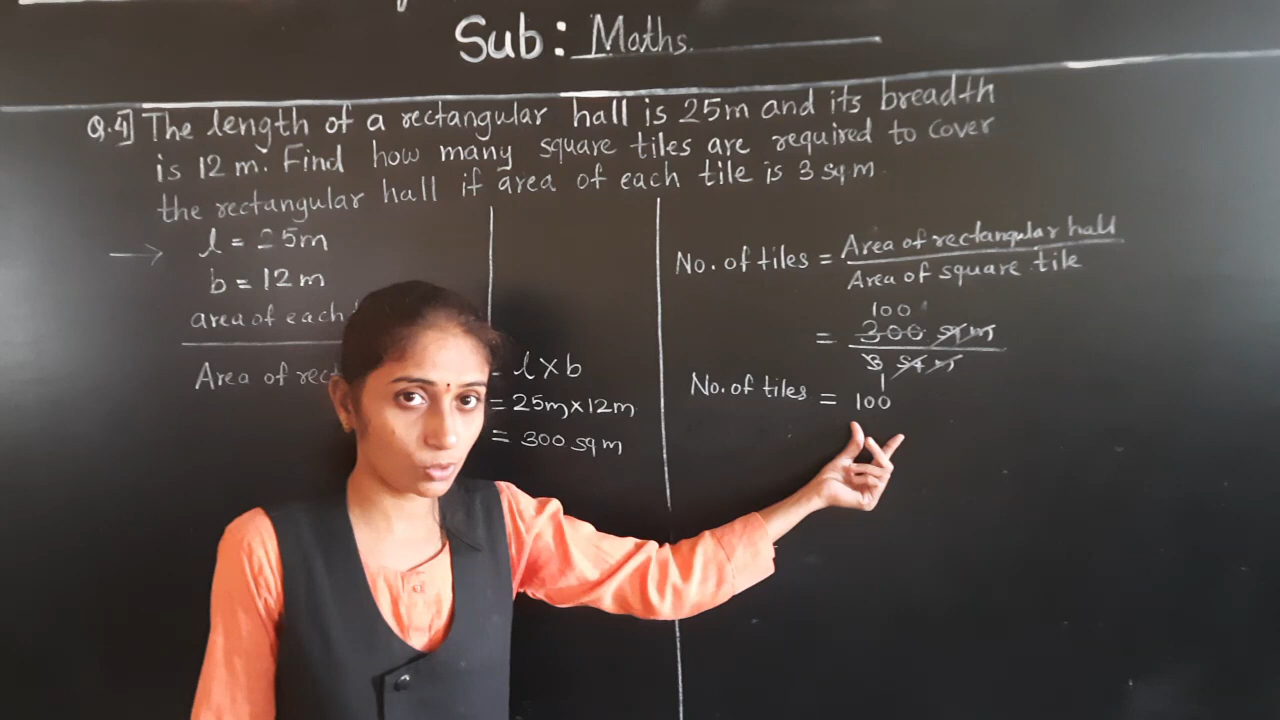 Sub: Maths.
Q.4] The length of a rectangular hall is 25m and its breadth
is 12 m. Find how many square tiles are required to cover
the rectangular hall if area of each tile is 3 sq m.
→ l = 25m
b = 12 m
area of each
Area of rect
= l × b
= 25m × 12m
= 300 sq m
No. of tiles = Area of rectangular hall
Area of square tile
100
= 300 sq m
3 sq m
1
No. of tiles = 100